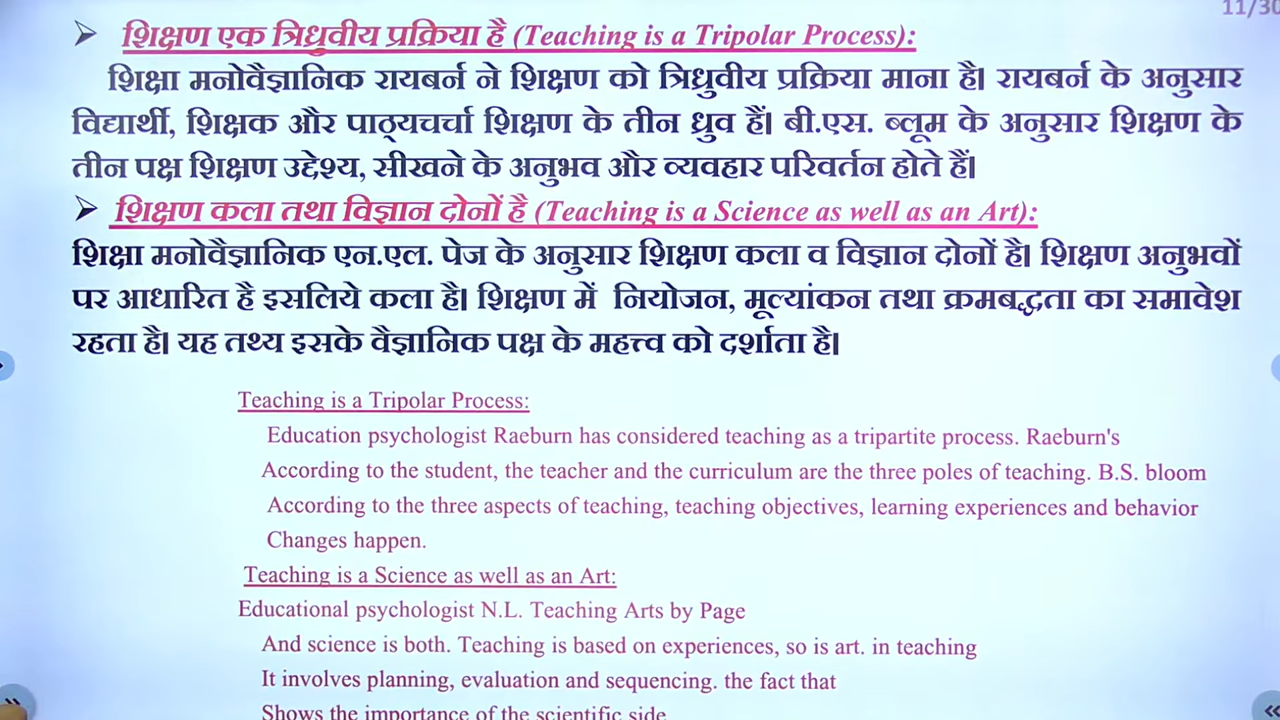 11/30
➤ शिक्षण एक त्रिध्रुवीय प्रक्रिया है (Teaching is a Tripolar Process):
शिक्षा मनोवैज्ञानिक रायबर्न ने शिक्षण को त्रिध्रुवीय प्रक्रिया माना है। रायबर्न के अनुसार
विद्यार्थी, शिक्षक और पाठ्यचर्चा शिक्षण के तीन ध्रुव हैं। बी.एस. ब्लूम के अनुसार शिक्षण के
तीन पक्ष शिक्षण उद्देश्य, सीखने के अनुभव और व्यवहार परिवर्तन होते हैं।
➤ शिक्षण कला तथा विज्ञान दोनों है (Teaching is a Science as well as an Art):
शिक्षा मनोवैज्ञानिक एन.एल. पेज के अनुसार शिक्षण कला व विज्ञान दोनों है। शिक्षण अनुभवों
पर आधारित है इसलिये कला है। शिक्षण में नियोजन, मूल्यांकन तथा क्रमबद्धता का समावेश
रहता है। यह तथ्य इसके वैज्ञानिक पक्ष के महत्त्व को दर्शाता है।
Teaching is a Tripolar Process:
Education psychologist Raeburn has considered teaching as a tripartite process. Raeburn's
According to the student, the teacher and the curriculum are the three poles of teaching. B.S. bloom
According to the three aspects of teaching, teaching objectives, learning experiences and behavior
Changes happen.
Teaching is a Science as well as an Art:
Educational psychologist N.L. Teaching Arts by Page
And science is both. Teaching is based on experiences, so is art. in teaching
It involves planning, evaluation and sequencing. the fact that
Shows the importance of the scientific side